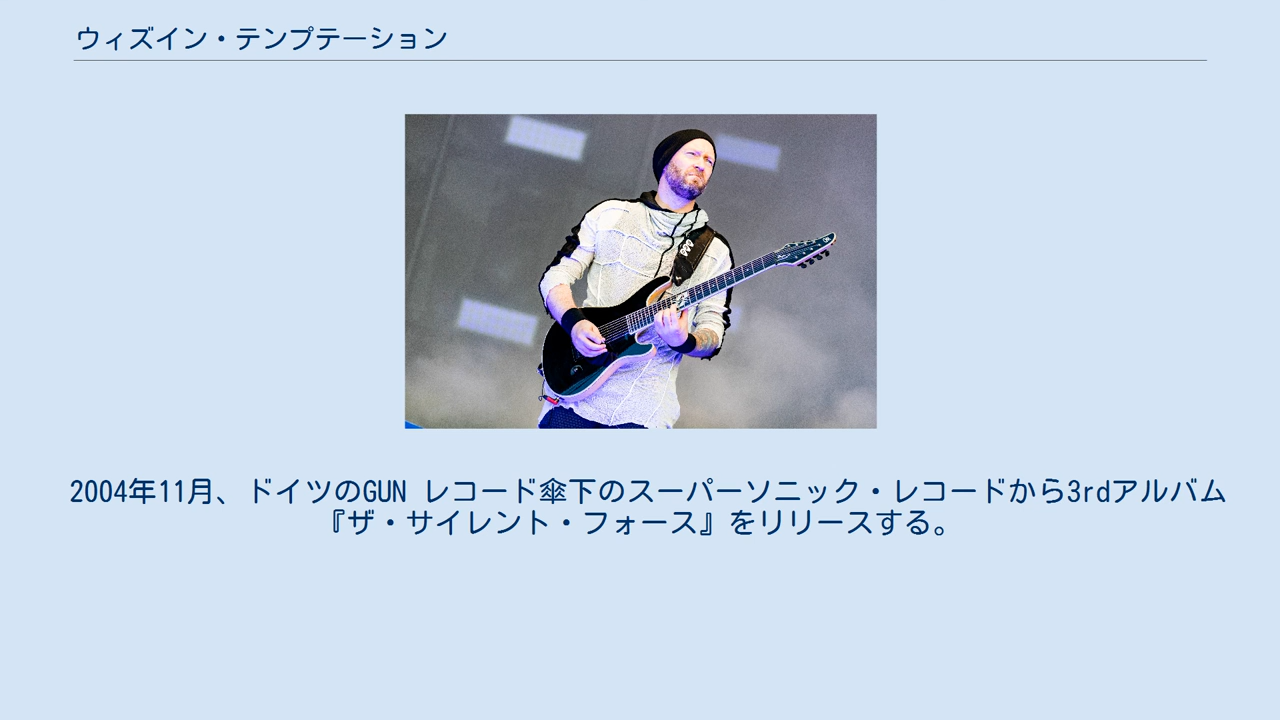 ウィズイン・テンプテーション
2004年11月、ドイツのGUN レコード傘下のスーパーソニック・レコードから3rdアルバム
『ザ・サイレント・フォース』をリリースする。